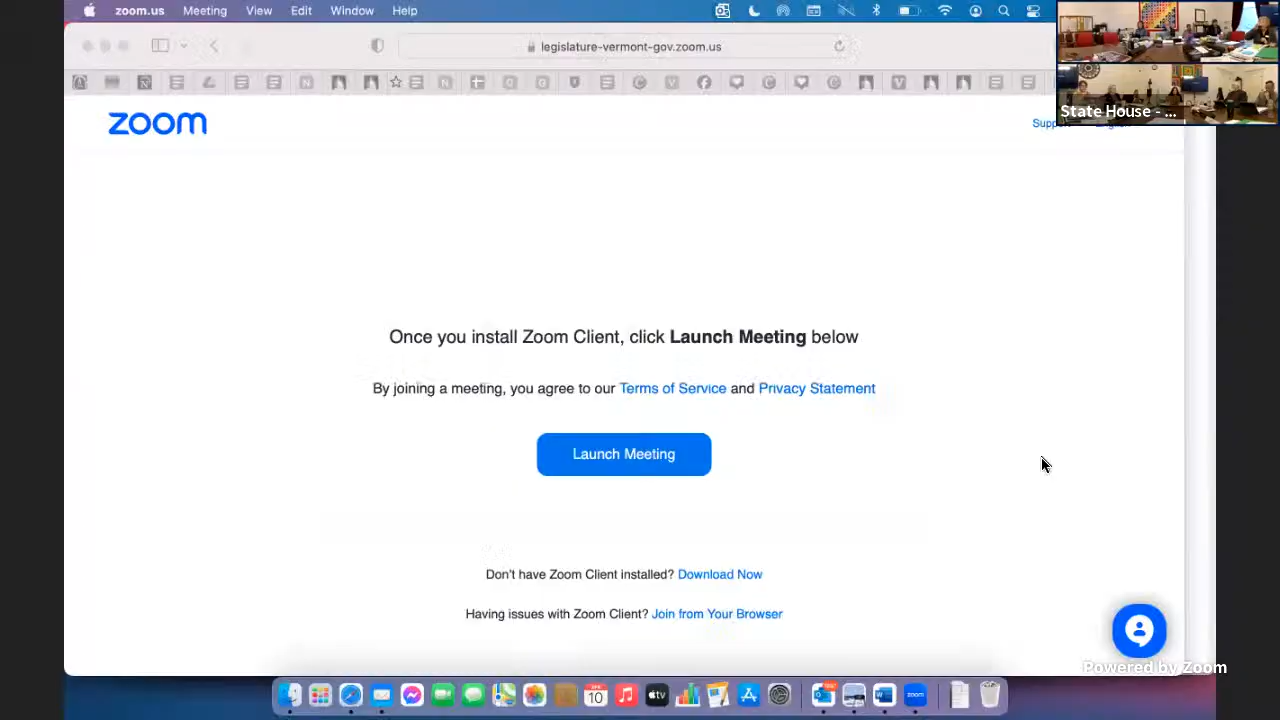 zoom.us Meeting View Edit Window Help
legislature-vermont-gov.zoom.us
zoom
State House - ...
Once you install Zoom Client, click Launch Meeting below
By joining a meeting, you agree to our Terms of Service and Privacy Statement
Launch Meeting
Don't have Zoom Client installed? Download Now
Having issues with Zoom Client? Join from Your Browser
Powered by Zoom
10
tv
zoom